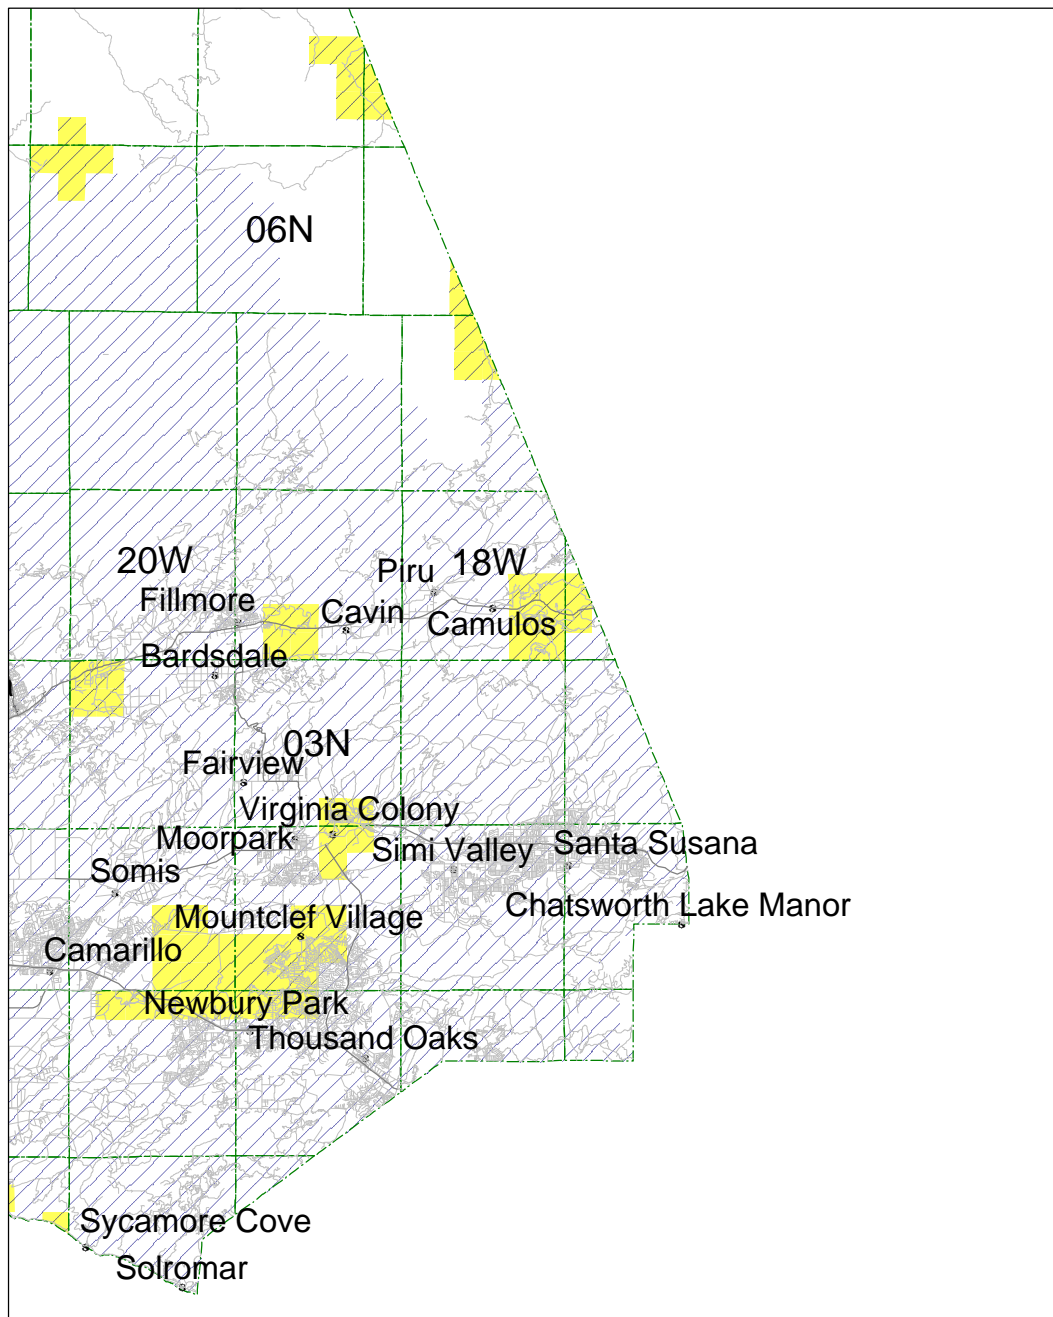 06N
20W
18W
Piru
Fillmore
Cavin
Camulos
Bardsdale
03N
Fairview
Virginia Colony
Moorpark
Simi Valley
Santa Susana
Somis
Chatsworth Lake Manor
Mountclef Village
Camarillo
Newbury Park
Thousand Oaks
Sycamore Cove
Solromar